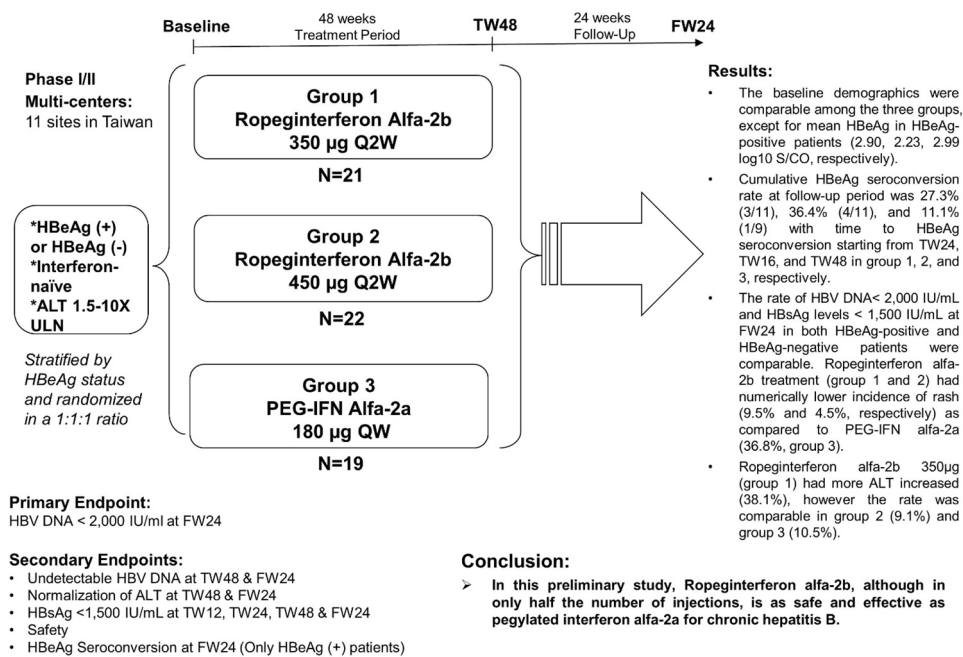 48 weeks
Treatment Period
24 weeks
Follow-Up
Baseline
TW48
FW24
Phase I/II
Multi-centers:
11 sites in Taiwan
*HBeAg (+)
or HBeAg (-)
*Interferon-
naïve
*ALT 1.5-10X
ULN
Stratified by
HBeAg status
and randomized
in a 1:1:1 ratio
Group 1
Ropeginterferon Alfa-2b
350 µg Q2W
N=21
Group 2
Ropeginterferon Alfa-2b
450 µg Q2W
N=22
Group 3
PEG-IFN Alfa-2a
180 µg QW
N=19
Results:
• The baseline demographics were
comparable among the three groups,
except for mean HBeAg in HBeAg-
positive patients (2.90, 2.23, 2.99
log10 S/CO, respectively).
• Cumulative HBeAg seroconversion
rate at follow-up period was 27.3%
(3/11), 36.4% (4/11), and 11.1%
(1/9) with time to HBeAg
seroconversion starting from TW24,
TW16, and TW48 in group 1, 2, and
3, respectively.
• The rate of HBV DNA< 2,000 IU/mL
and HBsAg levels < 1,500 IU/mL at
FW24 in both HBeAg-positive and
HBeAg-negative patients were
comparable. Ropeginterferon alfa-
2b treatment (group 1 and 2) had
numerically lower incidence of rash
(9.5% and 4.5%, respectively) as
compared to PEG-IFN alfa-2a
(36.8%, group 3).
• Ropeginterferon alfa-2b 350µg
(group 1) had more ALT increased
(38.1%), however the rate was
comparable in group 2 (9.1%) and
group 3 (10.5%).
Primary Endpoint:
HBV DNA < 2,000 IU/ml at FW24
Secondary Endpoints:
• Undetectable HBV DNA at TW48 & FW24
• Normalization of ALT at TW48 & FW24
• HBsAg <1,500 IU/mL at TW12, TW24, TW48 & FW24
• Safety
• HBeAg Seroconversion at FW24 (Only HBeAg (+) patients)
Conclusion:
➢ In this preliminary study, Ropeginterferon alfa-2b, although in
only half the number of injections, is as safe and effective as
pegylated interferon alfa-2a for chronic hepatitis B.